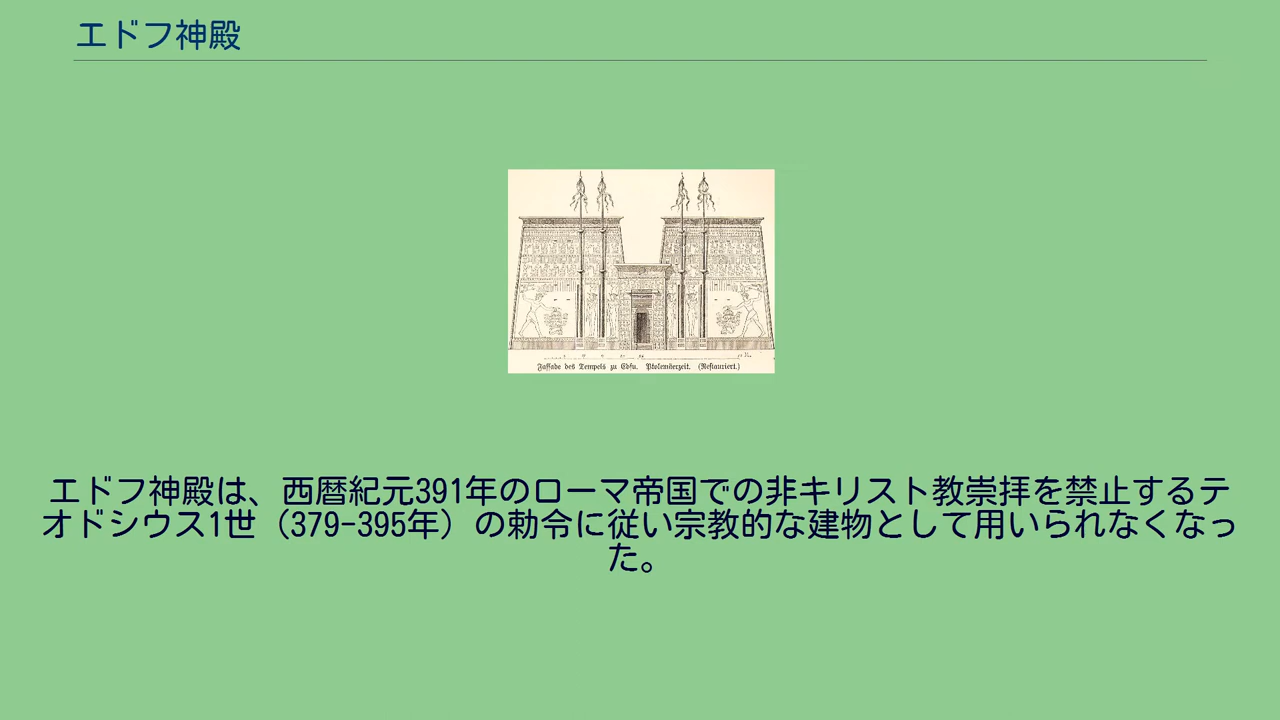 エドフ神殿
Fassade des Tempels zu Edfu. Ptolemäerzeit. (Restauriert.)
エドフ神殿は、西暦紀元391年のローマ帝国での非キリスト教崇拝を禁止するテ
オドシウス1世（379-395年）の勅令に従い宗教的な建物として用いられなくなっ
た。